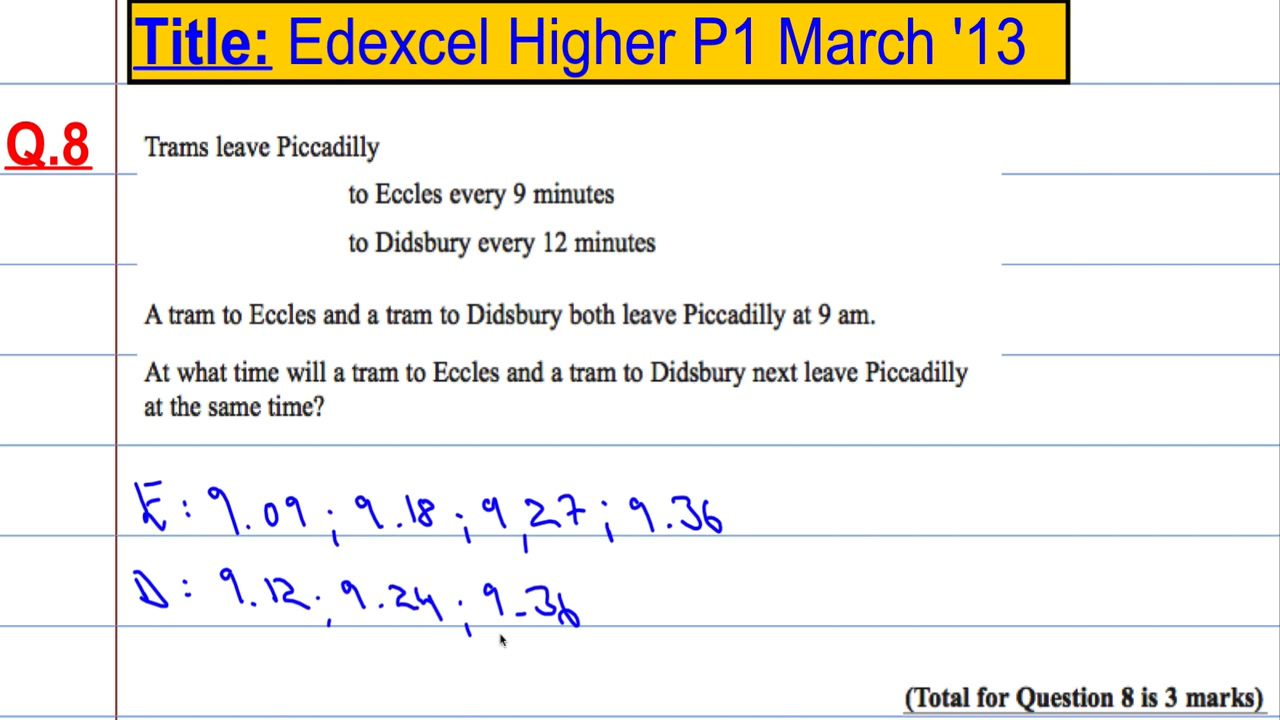 Title: Edexcel Higher P1 March '13
Q.8
Trams leave Piccadilly
to Eccles every 9 minutes
to Didsbury every 12 minutes
A tram to Eccles and a tram to Didsbury both leave Piccadilly at 9 am.
At what time will a tram to Eccles and a tram to Didsbury next leave Piccadilly
at the same time?
E: 9.09; 9.18; 9,27; 9.36
D: 9.12; 9.24; 9-36
(Total for Question 8 is 3 marks)